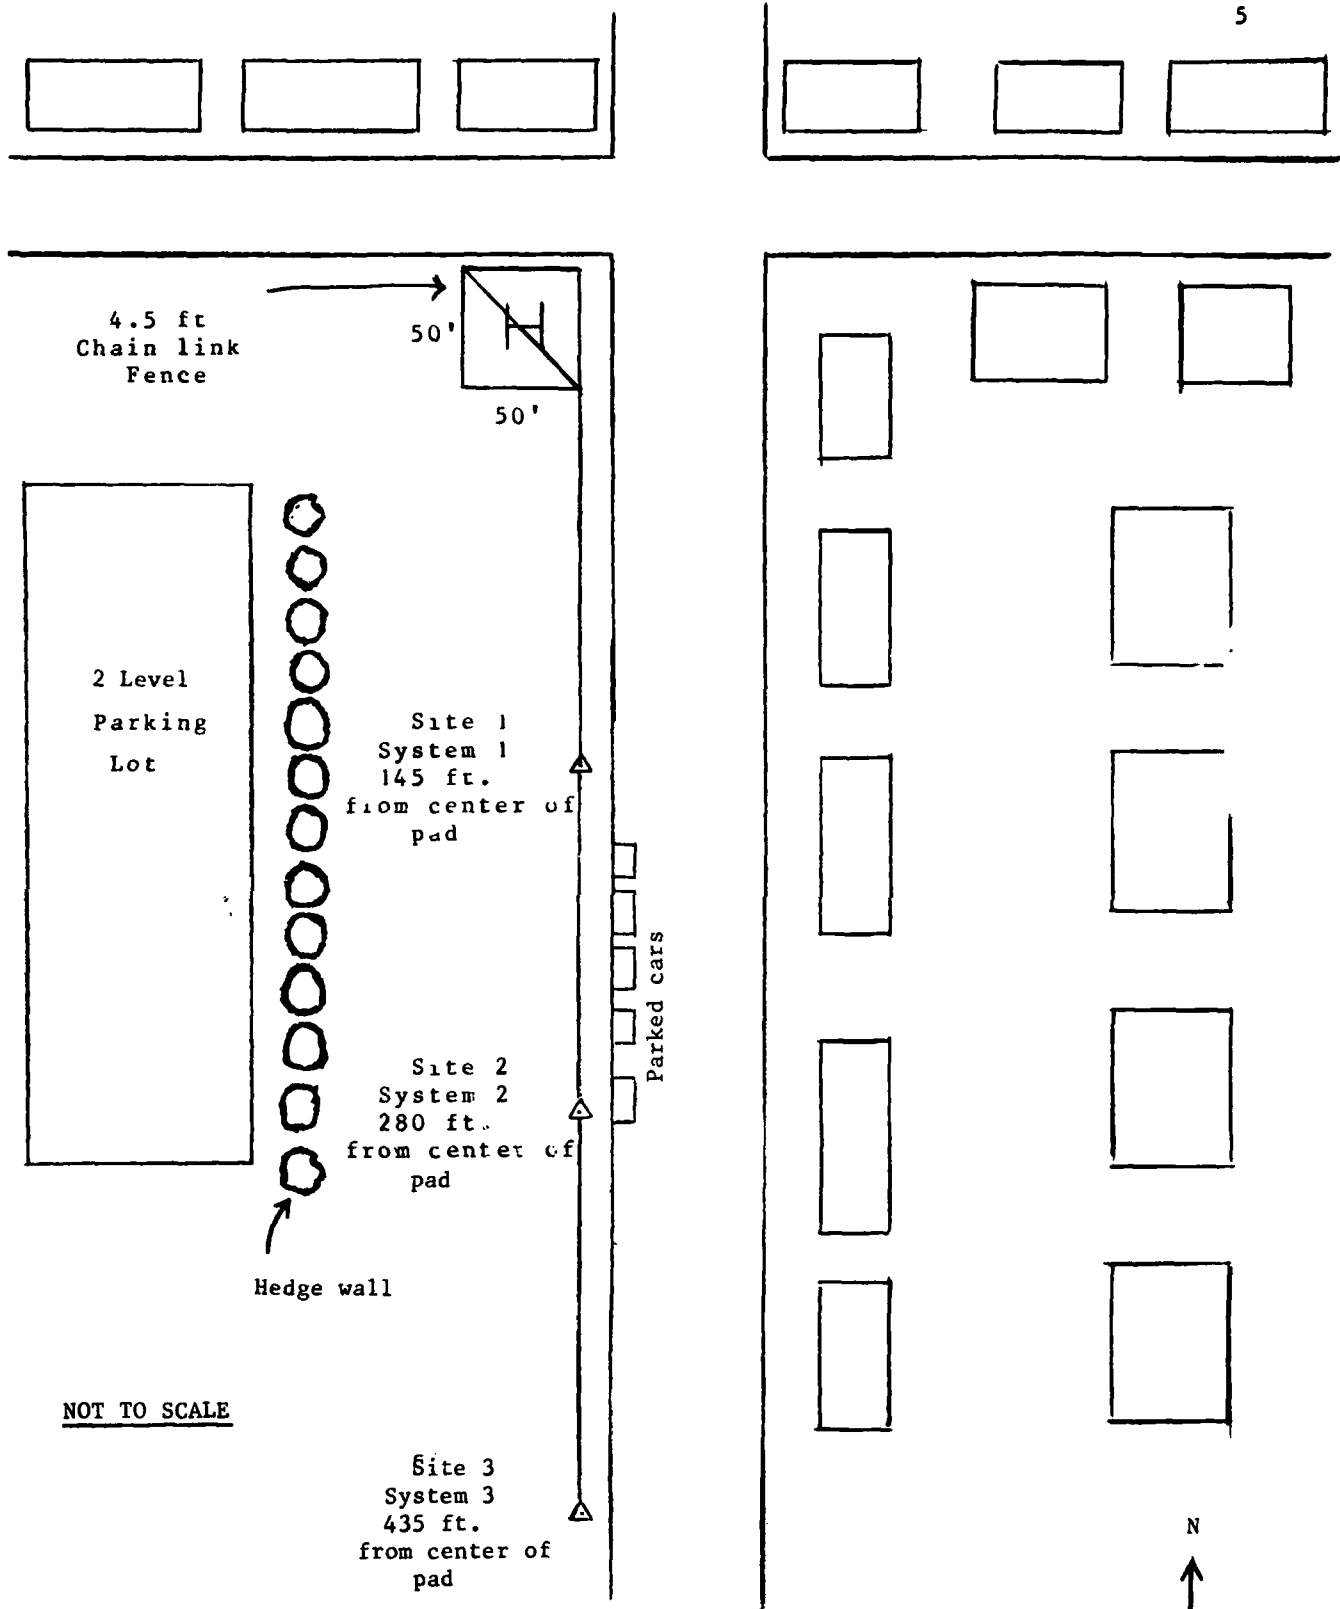 5
4.5 ft
Chain link
Fence
50'
H
50'
2 Level
Parking
Lot
Site 1
System 1
145 ft.
from center of
pad
Parked cars
Site 2
System 2
280 ft.
from center of
pad
Hedge wall
NOT TO SCALE
Site 3
System 3
435 ft.
from center of
pad
N